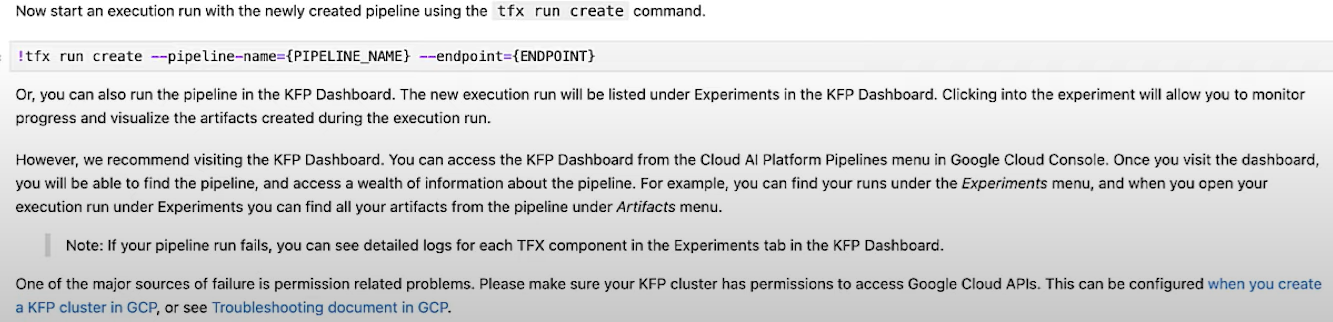 Now start an execution run with the newly created pipeline using the tfx run create command.
!tfx run create --pipeline-name={PIPELINE_NAME} --endpoint={ENDPOINT}
Or, you can also run the pipeline in the KFP Dashboard. The new execution run will be listed under Experiments in the KFP Dashboard. Clicking into the experiment will allow you to monitor
progress and visualize the artifacts created during the execution run.
However, we recommend visiting the KFP Dashboard. You can access the KFP Dashboard from the Cloud AI Platform Pipelines menu in Google Cloud Console. Once you visit the dashboard,
you will be able to find the pipeline, and access a wealth of information about the pipeline. For example, you can find your runs under the Experiments menu, and when you open your
execution run under Experiments you can find all your artifacts from the pipeline under Artifacts menu.
Note: If your pipeline run fails, you can see detailed logs for each TFX component in the Experiments tab in the KFP Dashboard.
One of the major sources of failure is permission related problems. Please make sure your KFP cluster has permissions to access Google Cloud APIs. This can be configured when you create
a KFP cluster in GCP, or see Troubleshooting document in GCP.